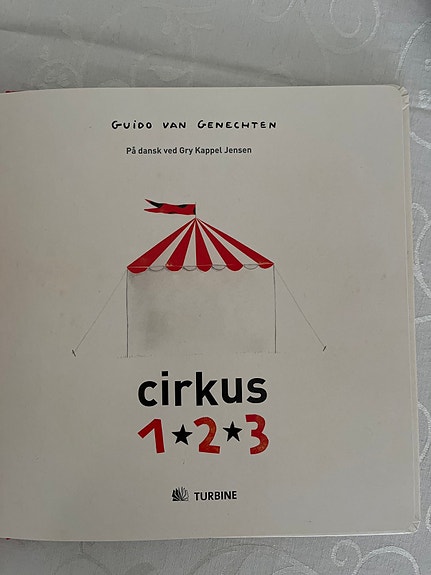 GUIDO VAN GENECHTEN
På dansk ved Gry Kappel Jensen
cirkus
1★2★3
TURBINE